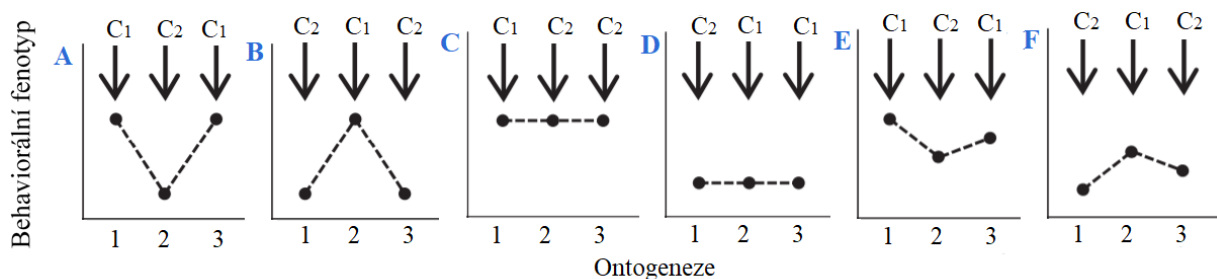 Behaviorální fenotyp
A C₁ C₂ C₁
1 2 3
B C₂ C₁ C₂
1 2 3
C C₁ C₂ C₂
1 2 3
D C₂ C₁ C₁
1 2 3
E C₁ C₂ C₁
1 2 3
F C₂ C₁ C₂
1 2 3
Ontogeneze